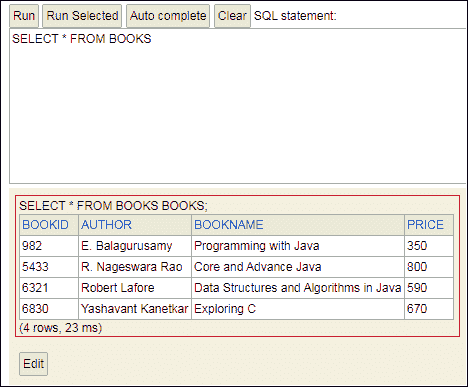 Run Run Selected Auto complete Clear SQL statement:
SELECT * FROM BOOKS
SELECT * FROM BOOKS BOOKS;
BOOKID AUTHOR BOOKNAME PRICE
982 E. Balagurusamy Programming with Java 350
5433 R. Nageswara Rao Core and Advance Java 800
6321 Robert Lafore Data Structures and Algorithms in Java 590
6830 Yashavant Kanetkar Exploring C 670
(4 rows, 23 ms)
Edit